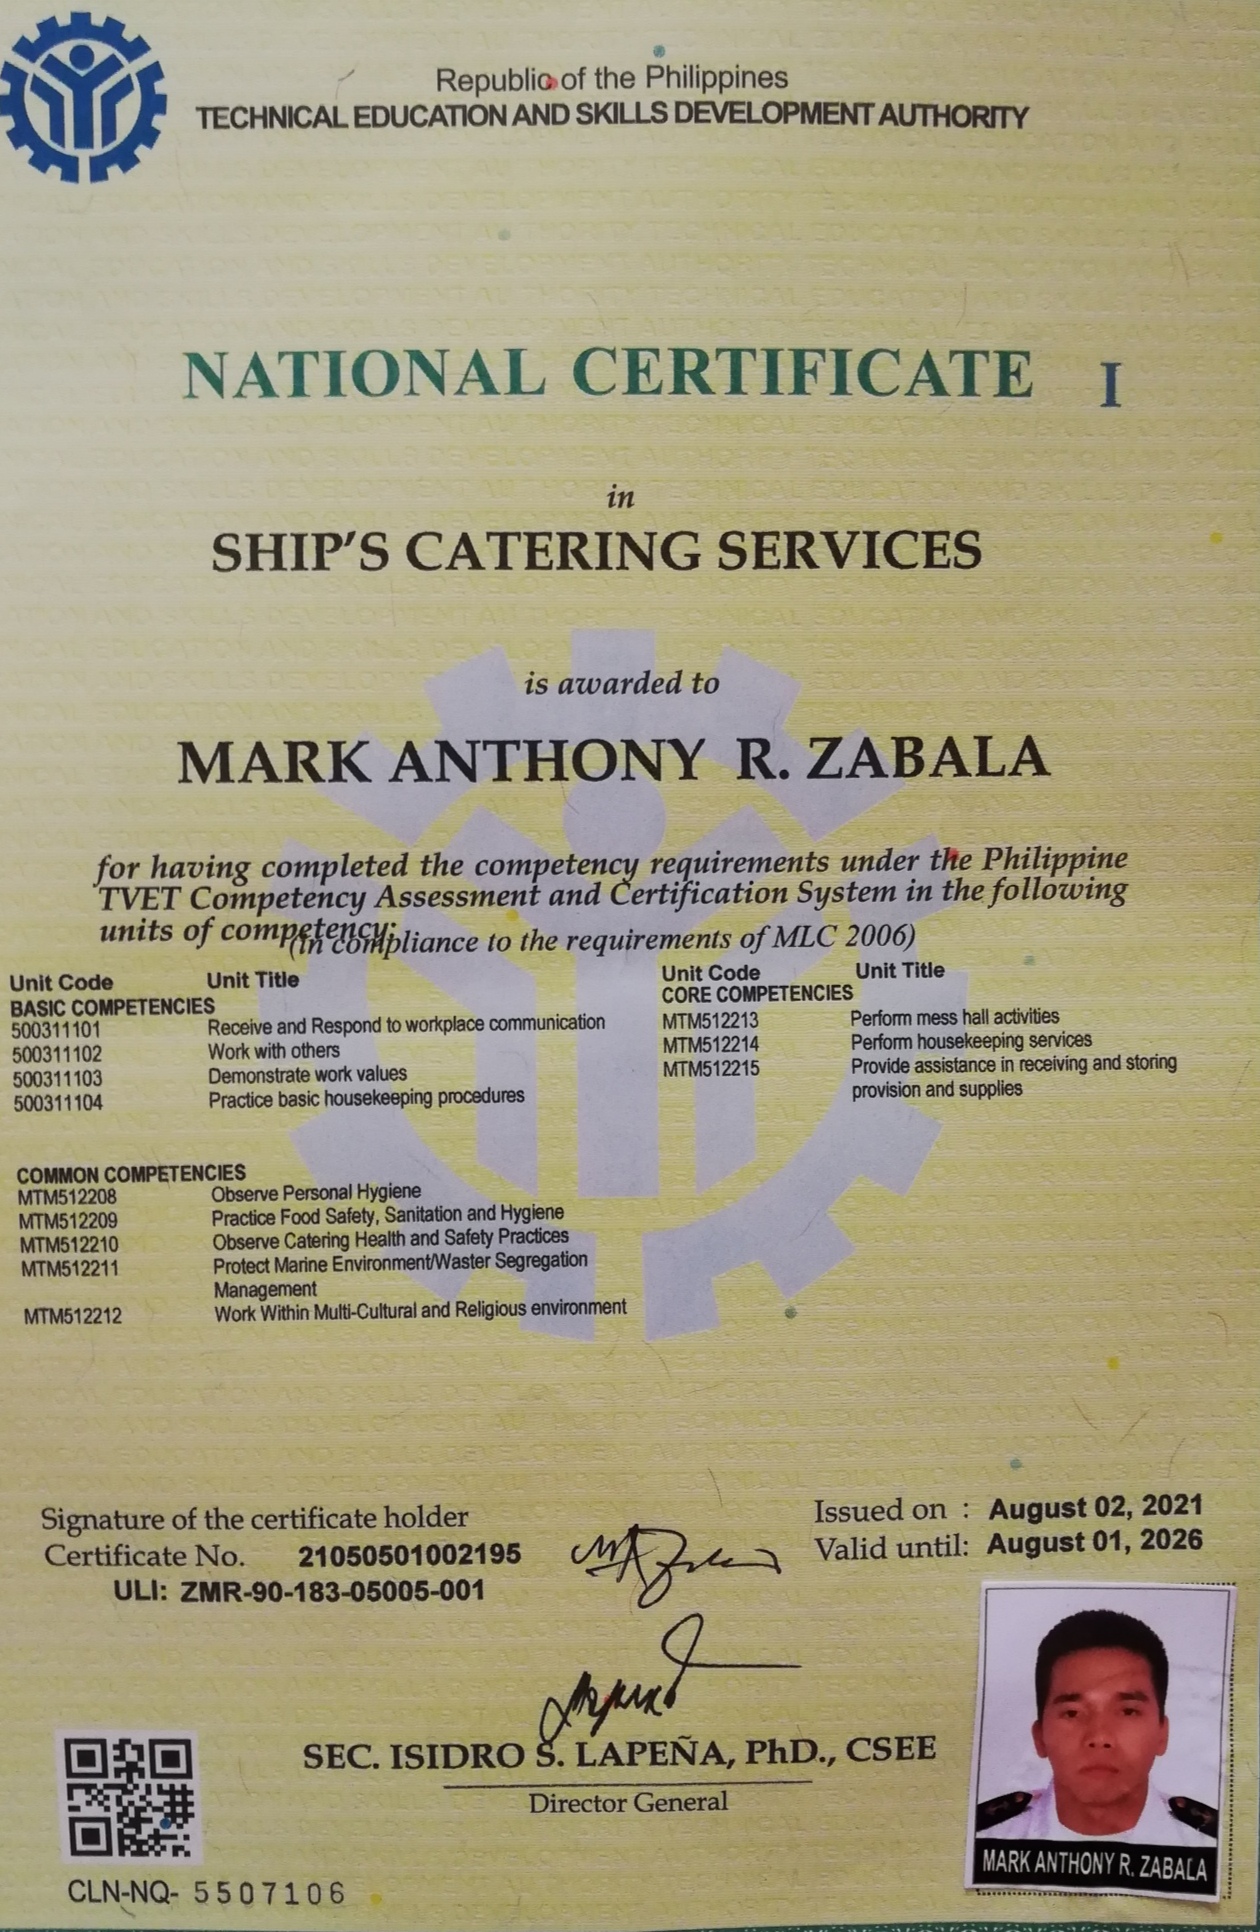 Republic of the Philippines
TECHNICAL EDUCATION AND SKILLS DEVELOPMENT AUTHORITY
NATIONAL CERTIFICATE I
in
SHIP'S CATERING SERVICES
is awarded to
MARK ANTHONY R. ZABALA
for having completed the competency requirements under the Philippine
TVET Competency Assessment and Certification System in the following
units of competency:
(in compliance to the requirements of MLC 2006)
Unit Code Unit Title
BASIC COMPETENCIES
500311101 Receive and Respond to workplace communication
500311102 Work with others
500311103 Demonstrate work values
500311104 Practice basic housekeeping procedures
Unit Code Unit Title
CORE COMPETENCIES
MTM512213 Perform mess hall activities
MTM512214 Perform housekeeping services
MTM512215 Provide assistance in receiving and storing
provision and supplies
COMMON COMPETENCIES
MTM512208 Observe Personal Hygiene
MTM512209 Practice Food Safety, Sanitation and Hygiene
MTM512210 Observe Catering Health and Safety Practices
MTM512211 Protect Marine Environment/Waster Segregation
Management
MTM512212 Work Within Multi-Cultural and Religious environment
Signature of the certificate holder
Certificate No. 21050501002195
ULI: ZMR-90-183-05005-001
Issued on : August 02, 2021
Valid until: August 01, 2026
SEC. ISIDRO S. LAPEÑA, PhD., CSEE
Director General
MARK ANTHONY R. ZABALA
CLN-NQ- 5507106